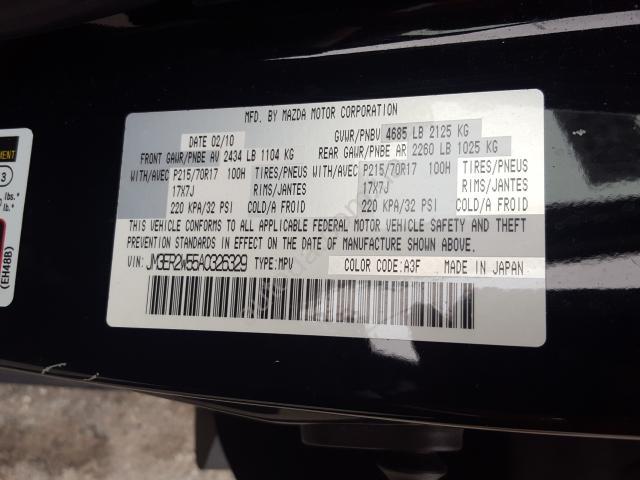 MFD. BY MAZDA MOTOR CORPORATION
DATE 02/10 GVWR/PNBV 4685 LB 2125 KG
FRONT GAWR/PNBE AV 2434 LB 1104 KG REAR GAWR/PNBE AR 2260 LB 1025 KG
WITH/AVEC P215/70R17 100H TIRES/PNEUS WITH/AVEC P215/70R17 100H TIRES/PNEUS
17X7J RIMS/JANTES 17X7J RIMS/JANTES
220 KPA/32 PSI COLD/A FROID 220 KPA/32 PSI COLD/A FROID
THIS VEHICLE CONFORMS TO ALL APPLICABLE FEDERAL MOTOR VEHICLE SAFETY AND THEFT
PREVENTION STANDARDS IN EFFECT ON THE DATE OF MANUFACTURE SHOWN ABOVE.
VIN: JM3ER2W55A0326329 TYPE:MPV COLOR CODE:A3F MADE IN JAPAN
lbs.
(EH48B)